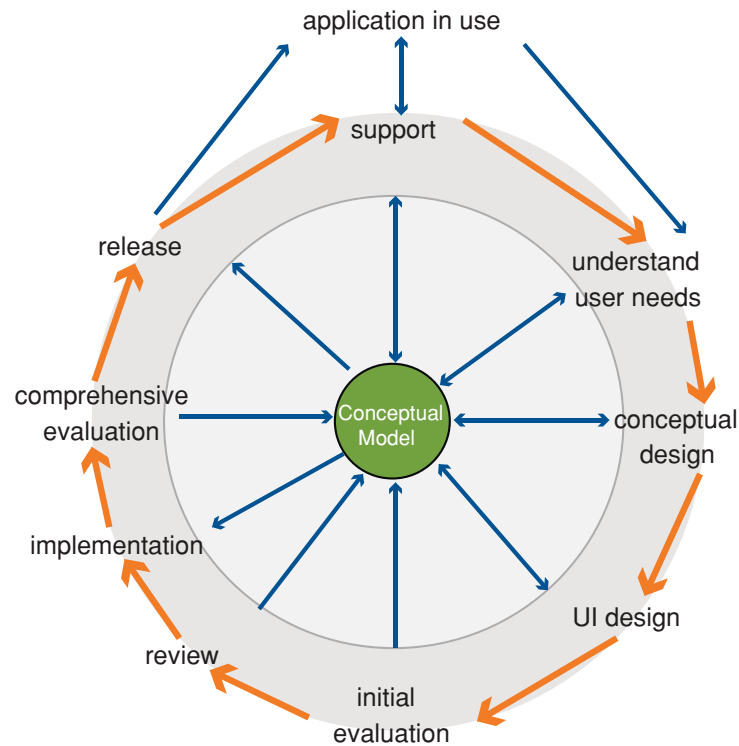 application in use
support
release
understand
user needs
comprehensive
evaluation
Conceptual
Model
conceptual
design
implementation
UI design
review
initial
evaluation